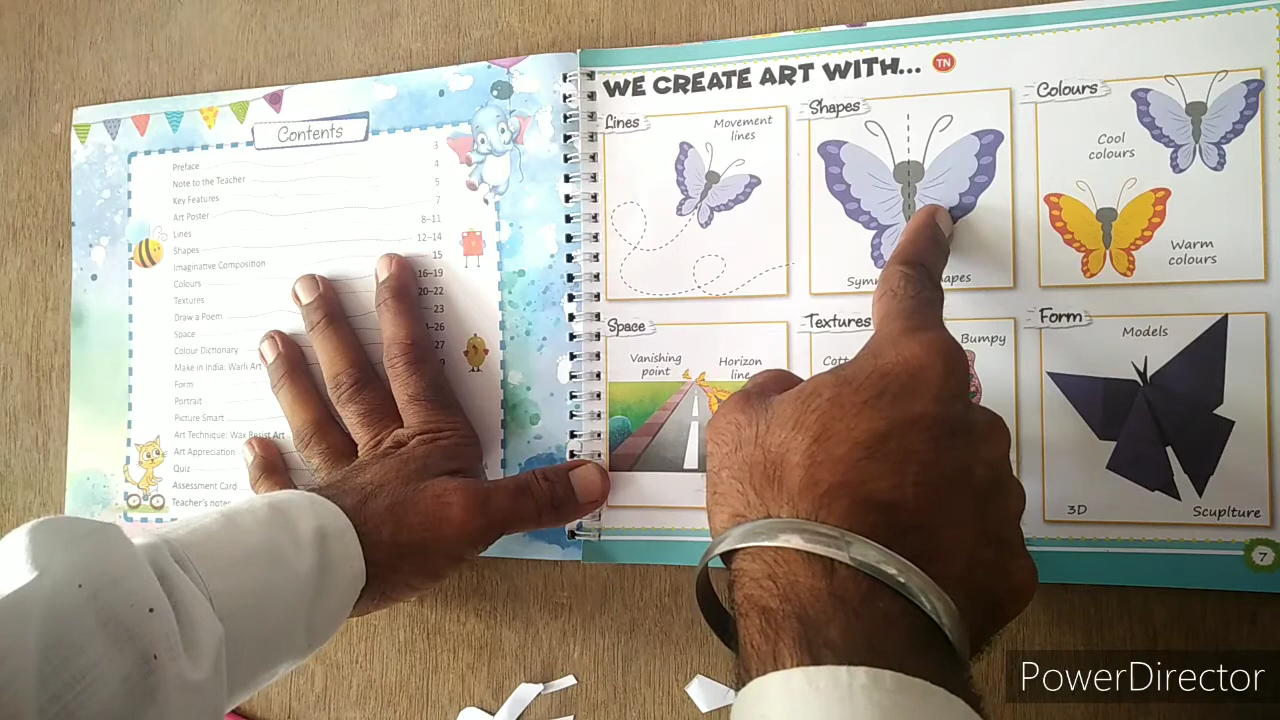 Contents
Preface 3
Note to the Teacher 4
Key Features 5
Art Poster 7
Lines 8–11
Shapes 12–14
Imaginative Composition 15
Colours 16–19
Textures 20–22
Draw a Poem 23
Space –26
Colour Dictionary 27
Make in India: Warli Art
Form
Portrait
Picture Smart
Art Technique: Wax Resist Art
Art Appreciation
Quiz
Assessment Card
Teacher's notes
WE CREATE ART WITH... TN
Lines
Movement
lines
Shapes
Colours
Cool
colours
Warm
colours
Space
Vanishing
point
Horizon
line
Textures
Bumpy
Form
Models
3D
Scuplture
7
PowerDirector